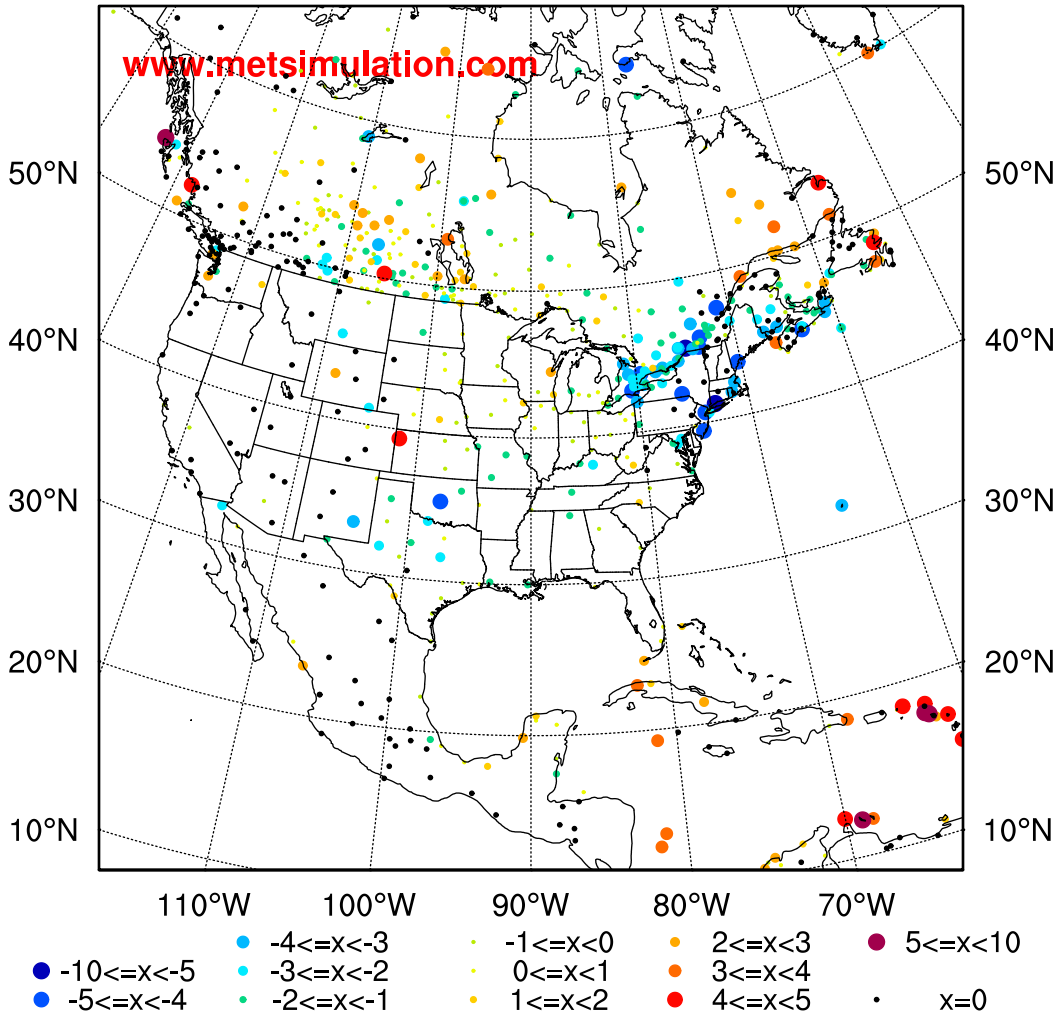 www.metsimulation.com
50°N 50°N
40°N 40°N
30°N 30°N
20°N 20°N
10°N 10°N
110°W 100°W 90°W 80°W 70°W
-4<=x<-3 -1<=x<0 2<=x<3 5<=x<10
-10<=x<-5 -3<=x<-2 0<=x<1 3<=x<4
-5<=x<-4 -2<=x<-1 1<=x<2 4<=x<5 x=0